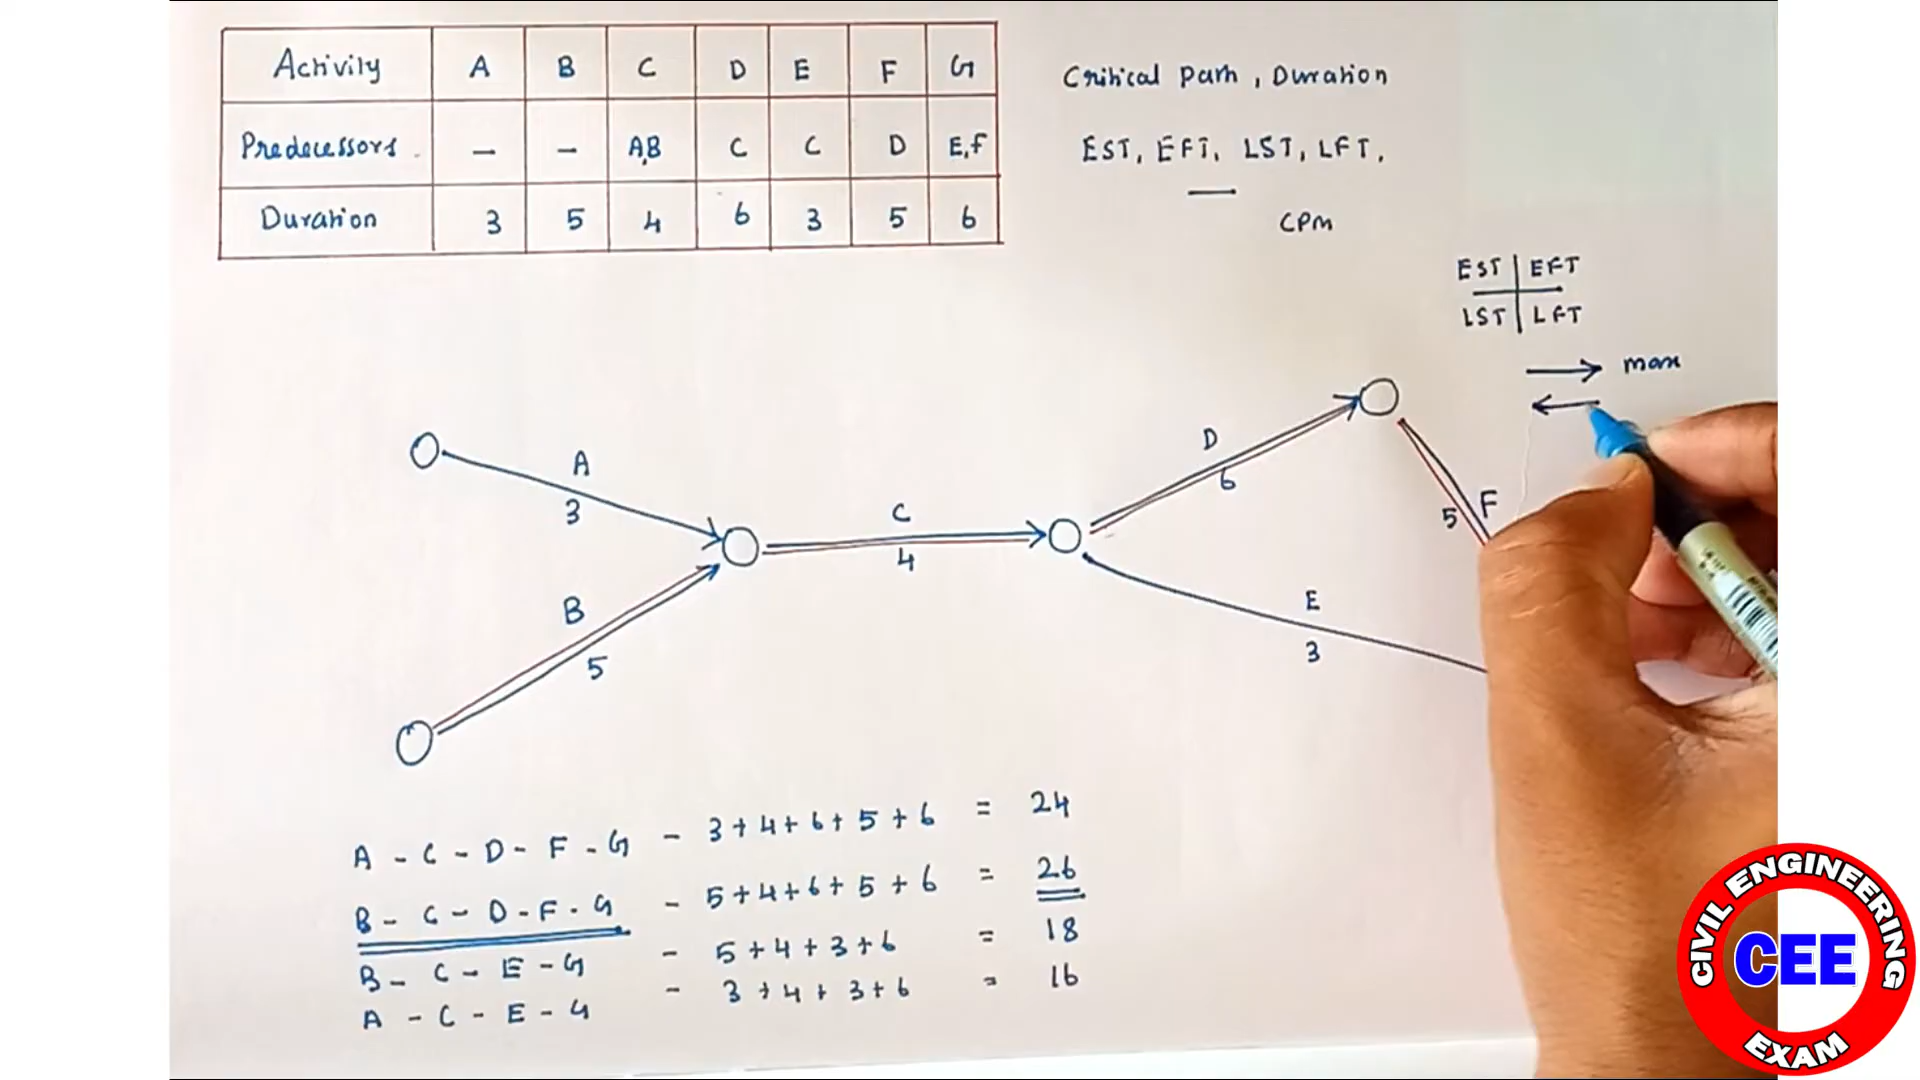 Activity A B C D E F G
Predecessors - - A,B C C D E,F
Duration 3 5 4 6 3 5 6
Critical Path, Duration
EST, EFT, LST, LFT,
CPM
EST EFT
LST LFT
max
A
3
B
5
C
4
D
6
F
5
E
3
A - C - D - F - G - 3+4+6+5+6 = 24
B - C - D - F - G - 5+4+6+5+6 = 26
B - C - E - G - 5+4+3+6 = 18
A - C - E - G - 3+4+3+6 = 16
CIVIL ENGINEERING
CEE
EXAM